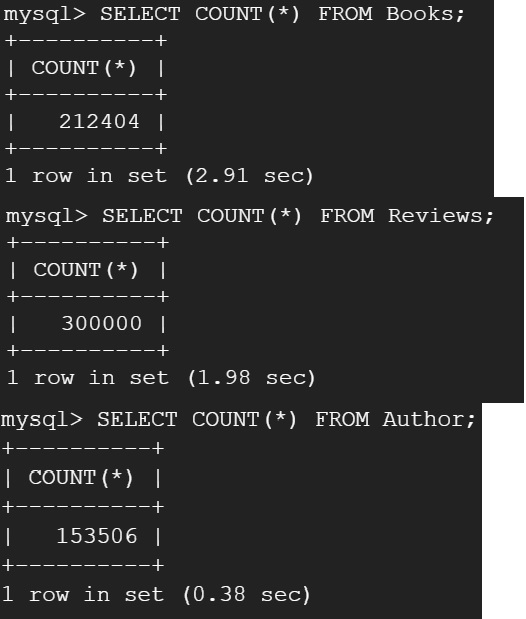 mysql> SELECT COUNT(*) FROM Books;
+----------+
| COUNT(*) |
+----------+
|   212404 |
+----------+
1 row in set (2.91 sec)
mysql> SELECT COUNT(*) FROM Reviews;
+----------+
| COUNT(*) |
+----------+
|   300000 |
+----------+
1 row in set (1.98 sec)
mysql> SELECT COUNT(*) FROM Author;
+----------+
| COUNT(*) |
+----------+
|   153506 |
+----------+
1 row in set (0.38 sec)